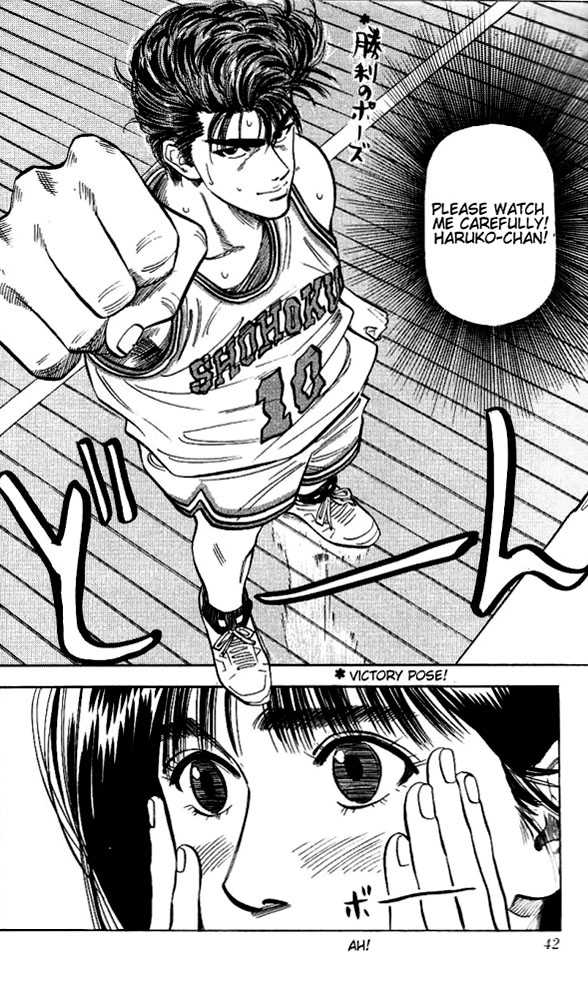 *勝利のポーズ
PLEASE WATCH
ME CAREFULLY!
HARUKO-CHAN!
SHOHOKU
10
どーん
* VICTORY POSE!
ボー
AH!
42